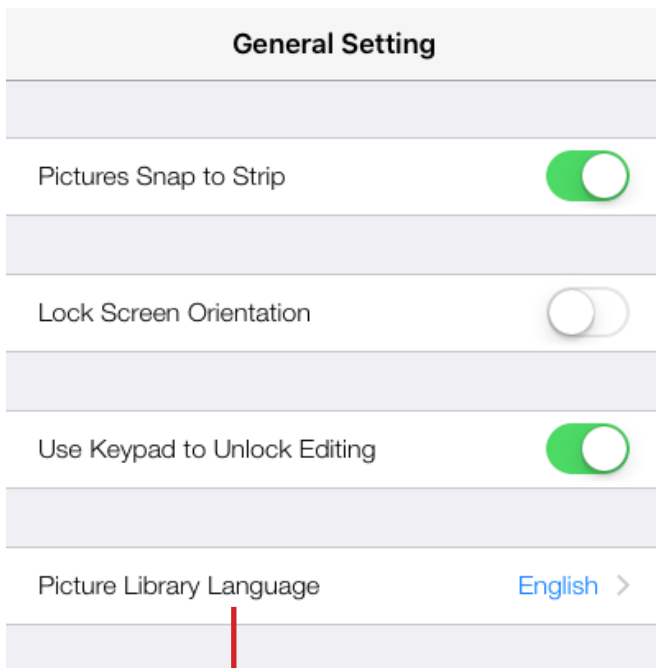 General Setting
Pictures Snap to Strip
Lock Screen Orientation
Use Keypad to Unlock Editing
Picture Library Language English